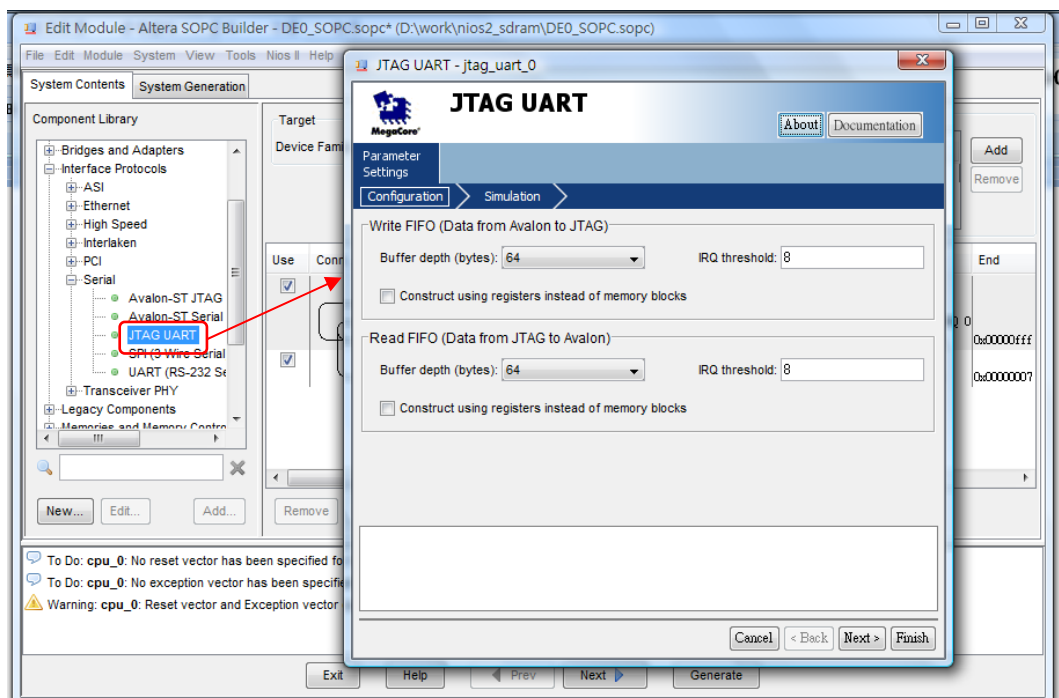 Edit Module - Altera SOPC Builder - DE0_SOPC.sopc* (D:\work\nios2_sdram\DE0_SOPC.sopc)
File Edit Module System View Tools Nios II Help
System Contents System Generation
Component Library
Bridges and Adapters
Interface Protocols
ASI
Ethernet
High Speed
Interlaken
PCI
Serial
Avalon-ST JTAG
Avalon-ST Serial
JTAG UART
SPI (3 Wire Serial
UART (RS-232 Se
Transceiver PHY
Legacy Components
Memories and Memory Contro
New... Edit... Add...
Target
Device Fami
Use Conn
Remove
Add
Remove
End
0x00000fff
0x0000007
JTAG UART - jtag_uart_0
MegaCore®
JTAG UART
About Documentation
Parameter
Settings
Configuration Simulation
Write FIFO (Data from Avalon to JTAG)
Buffer depth (bytes): 64 IRQ threshold: 8
Construct using registers instead of memory blocks
Read FIFO (Data from JTAG to Avalon)
Buffer depth (bytes): 64 IRQ threshold: 8
Construct using registers instead of memory blocks
Cancel < Back Next > Finish
To Do: cpu_0: No reset vector has been specified fo
To Do: cpu_0: No exception vector has been specifie
Warning: cpu_0: Reset vector and Exception vector
Exit Help Prev Next Generate